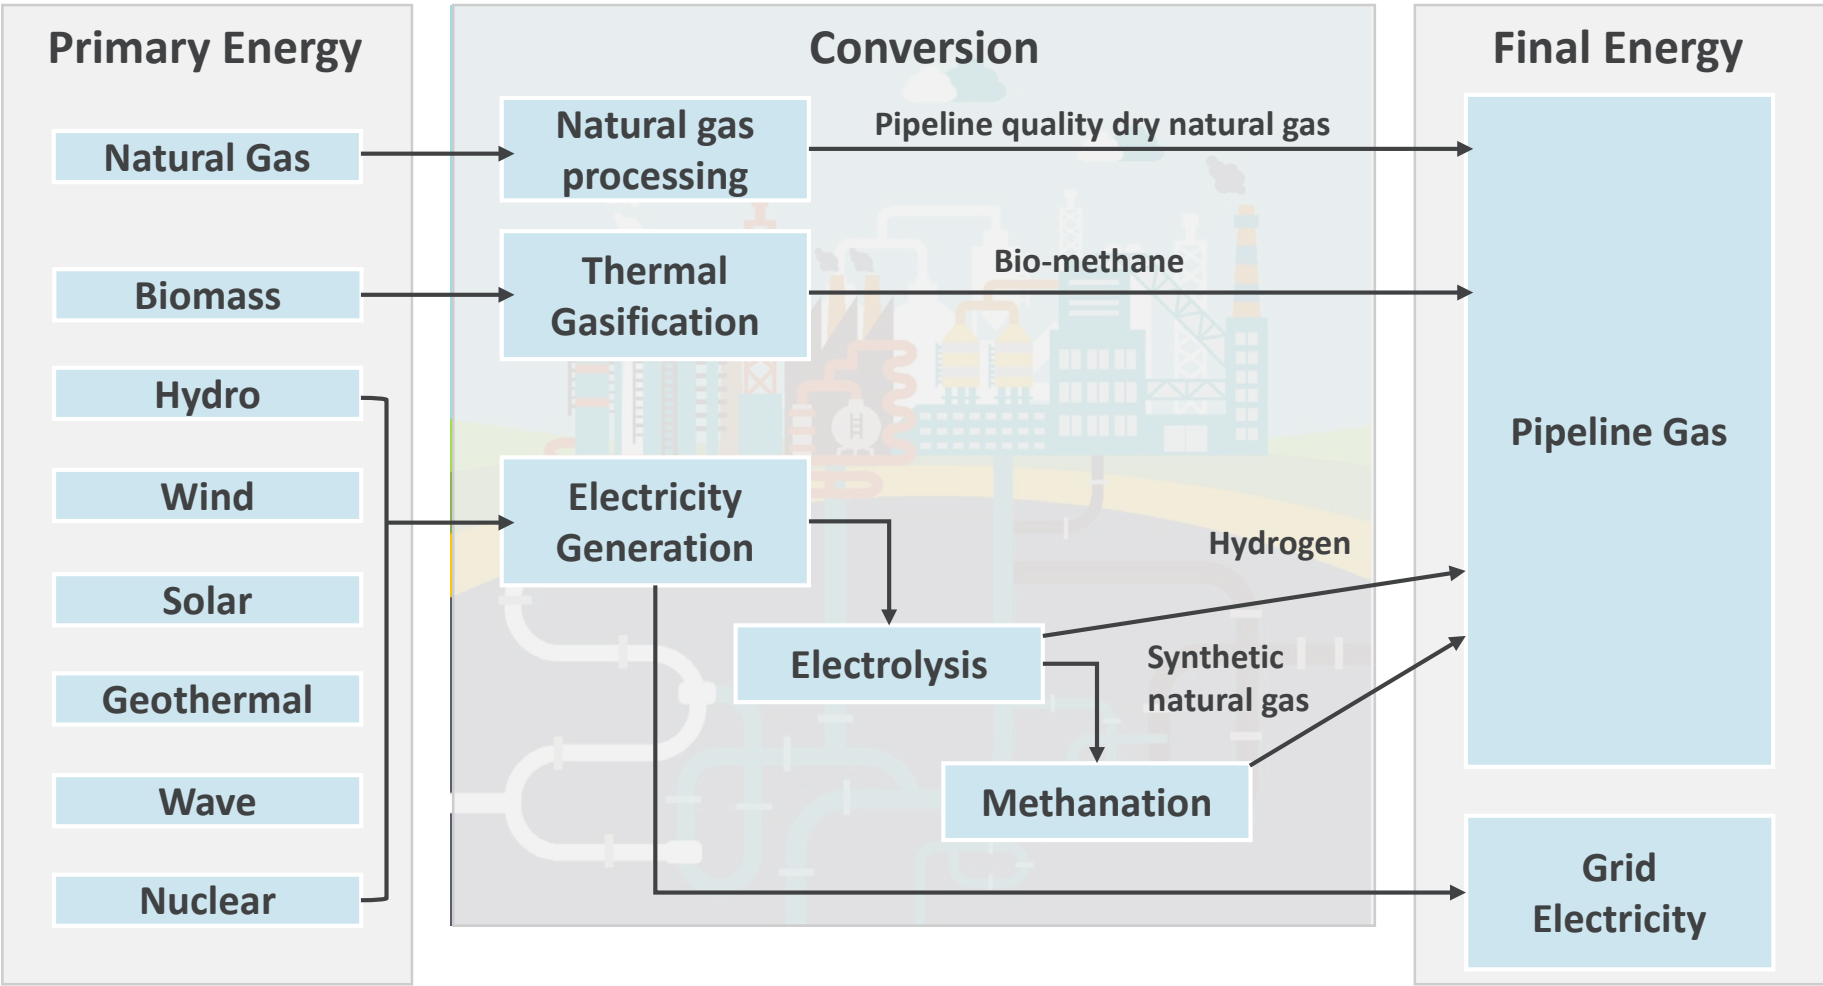 Primary Energy
Conversion
Final Energy
Natural Gas
Biomass
Hydro
Wind
Solar
Geothermal
Wave
Nuclear
Natural gas
processing
Thermal
Gasification
Electricity
Generation
Electrolysis
Methanation
Pipeline quality dry natural gas
Bio-methane
Hydrogen
Synthetic
natural gas
Pipeline Gas
Grid
Electricity